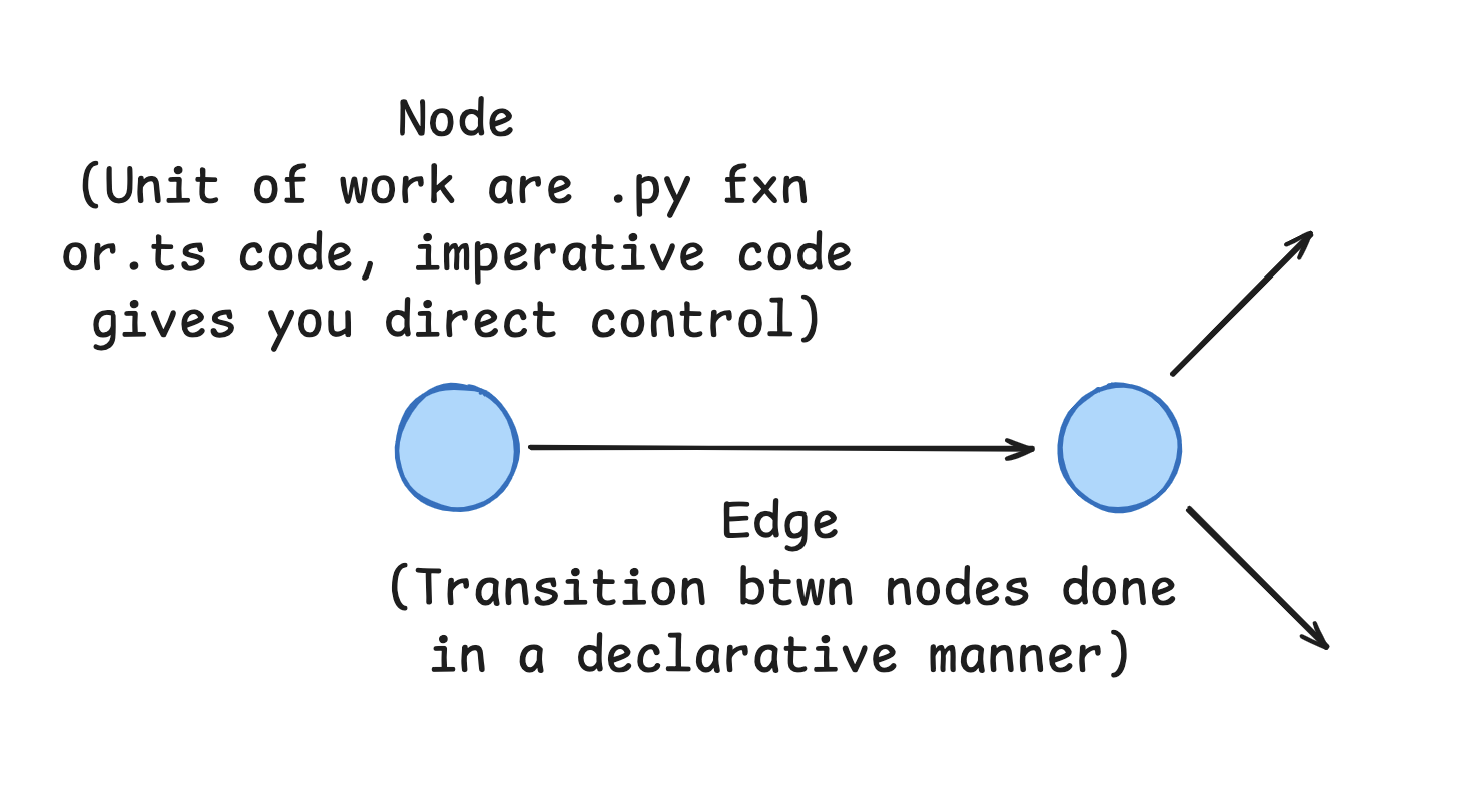 Node
(Unit of work are .py fxn
or.ts code, imperative code
gives you direct control)
Edge
(Transition btwn nodes done
in a declarative manner)